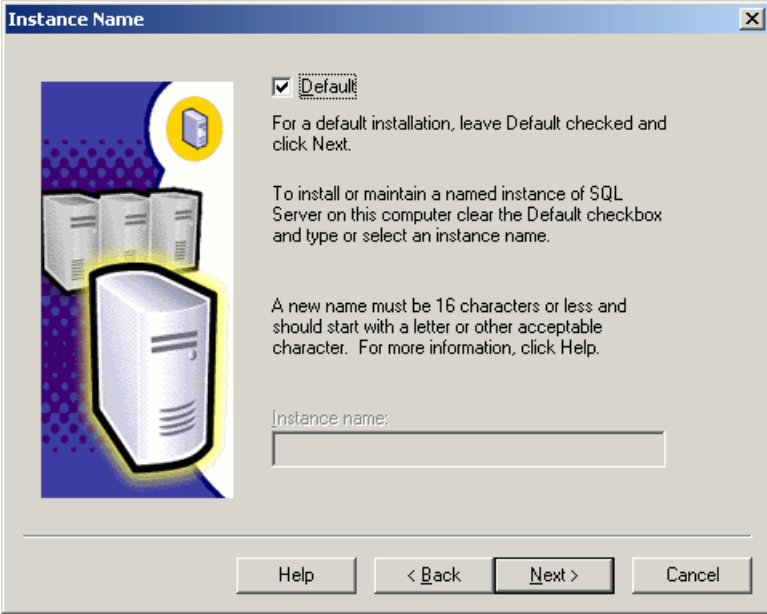 Instance Name
Default
For a default installation, leave Default checked and
click Next.
To install or maintain a named instance of SQL
Server on this computer clear the Default checkbox
and type or select an instance name.
A new name must be 16 characters or less and
should start with a letter or other acceptable
character.  For more information, click Help.
Instance name:
Help
< Back
Next >
Cancel